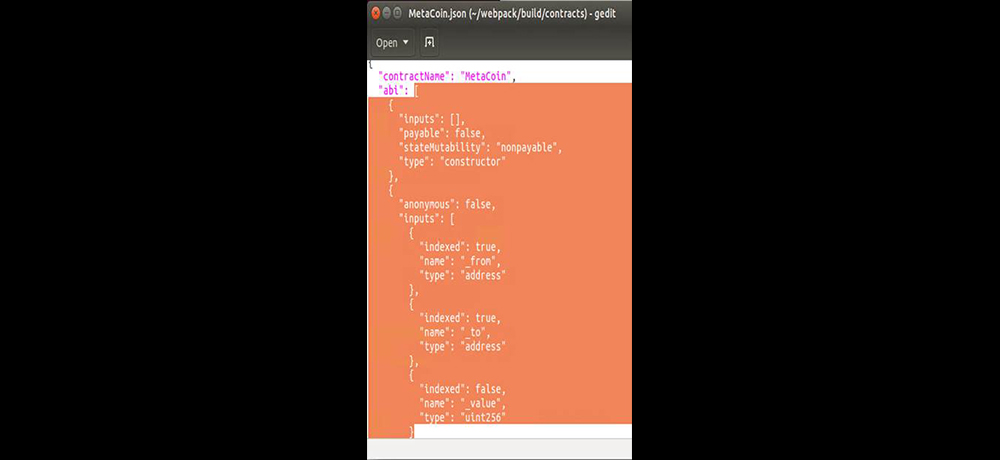 MetaCoin.json (~/webpack/build/contracts) - gedit
Open
{
"contractName": "MetaCoin",
"abi": [
{
"inputs": [],
"payable": false,
"stateMutability": "nonpayable",
"type": "constructor"
},
{
"anonymous": false,
"inputs": [
{
"indexed": true,
"name": "_from",
"type": "address"
},
{
"indexed": true,
"name": "_to",
"type": "address"
},
{
"indexed": false,
"name": "_value",
"type": "uint256"
}